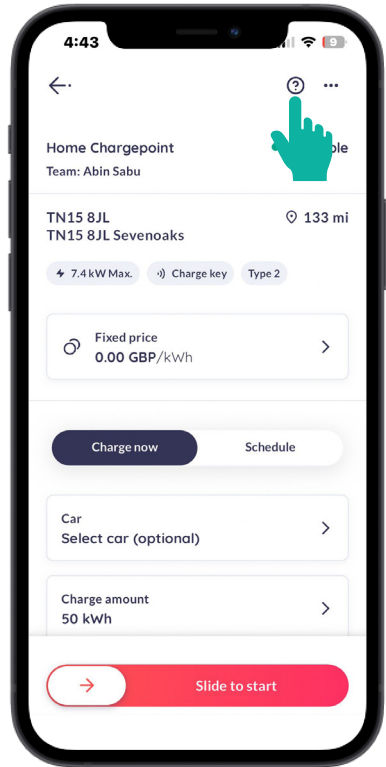 4:43
9
Home Chargepoint
Team: Abin Sabu
TN15 8JL
133 mi
TN15 8JL Sevenoaks
7.4 kW Max.
Charge key
Type 2
Fixed price
0.00 GBP/kWh
Charge now
Schedule
Car
Select car (optional)
Charge amount
50 kWh
Slide to start